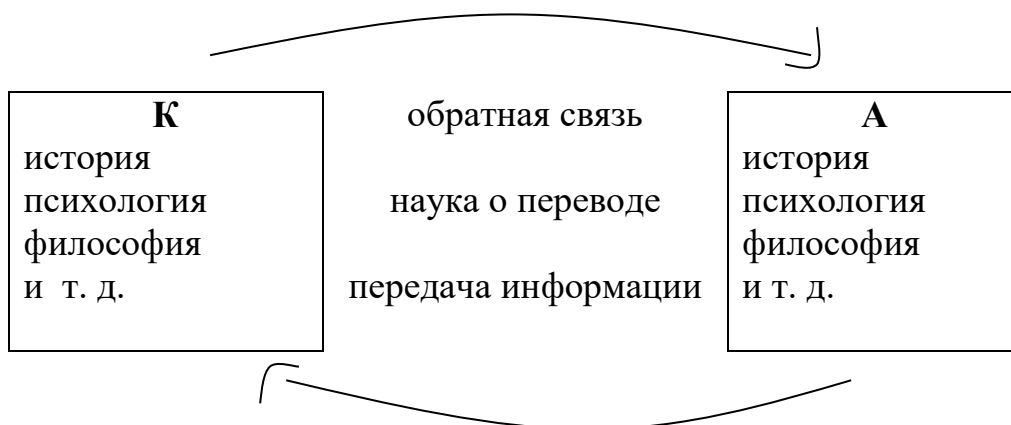 К
история
психология
философия
и т. д.
обратная связь
наука о переводе
передача информации
А
история
психология
философия
и т. д.